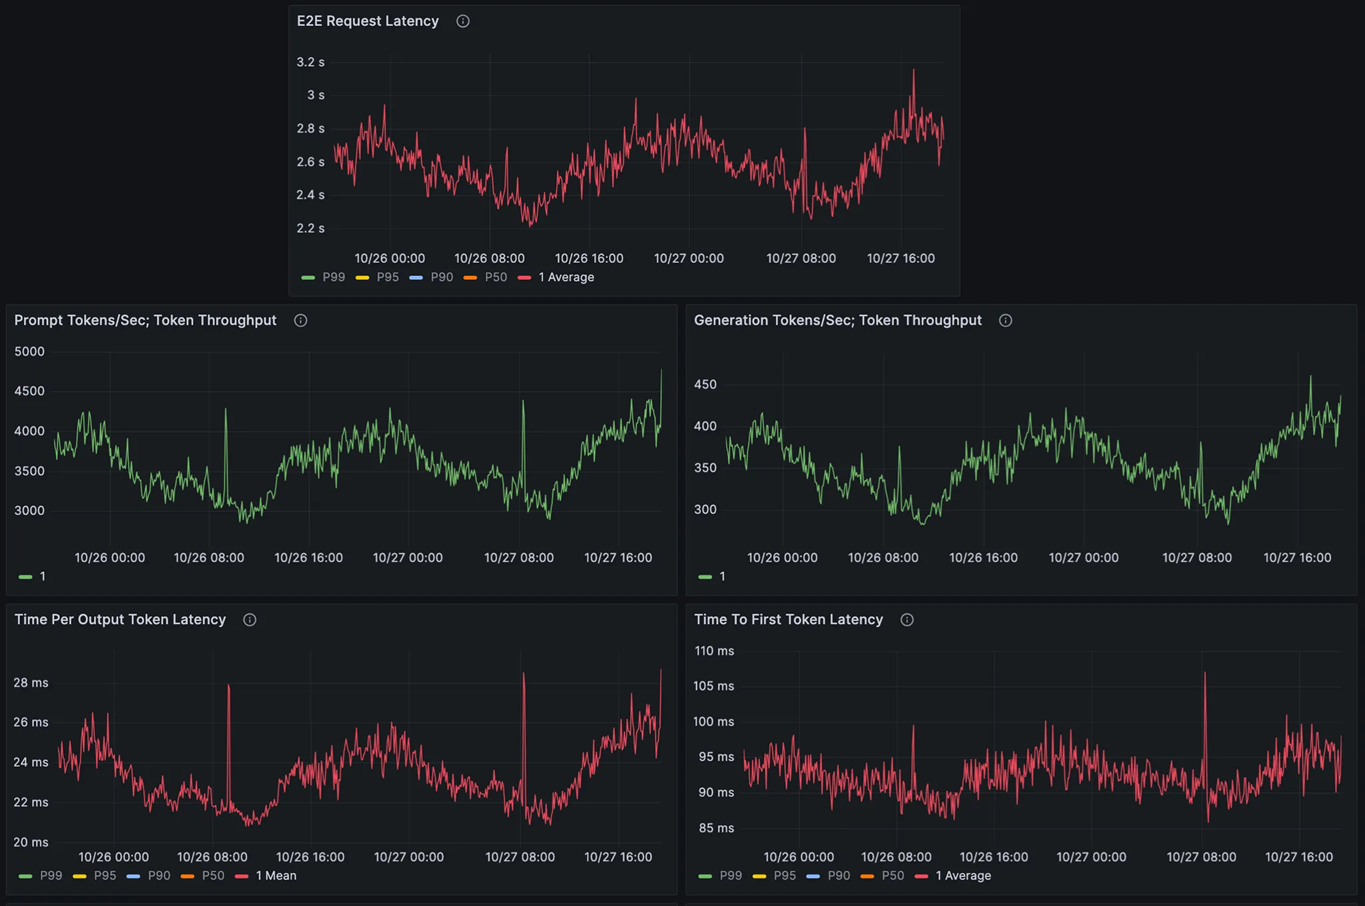 E2E Request Latency
3.2 s
3 s
2.8 s
2.6 s
2.4 s
2.2 s
10/26 00:00 10/26 08:00 10/26 16:00 10/27 00:00 10/27 08:00 10/27 16:00
P99 P95 P90 P50 1 Average
Prompt Tokens/Sec; Token Throughput
5000
4500
4000
3500
3000
10/26 00:00 10/26 08:00 10/26 16:00 10/27 00:00 10/27 08:00 10/27 16:00
1
Generation Tokens/Sec; Token Throughput
450
400
350
300
10/26 00:00 10/26 08:00 10/26 16:00 10/27 00:00 10/27 08:00 10/27 16:00
1
Time Per Output Token Latency
28 ms
26 ms
24 ms
22 ms
20 ms
10/26 00:00 10/26 08:00 10/26 16:00 10/27 00:00 10/27 08:00 10/27 16:00
P99 P95 P90 P50 1 Mean
Time To First Token Latency
110 ms
105 ms
100 ms
95 ms
90 ms
85 ms
10/26 00:00 10/26 08:00 10/26 16:00 10/27 00:00 10/27 08:00 10/27 16:00
P99 P95 P90 P50 1 Average